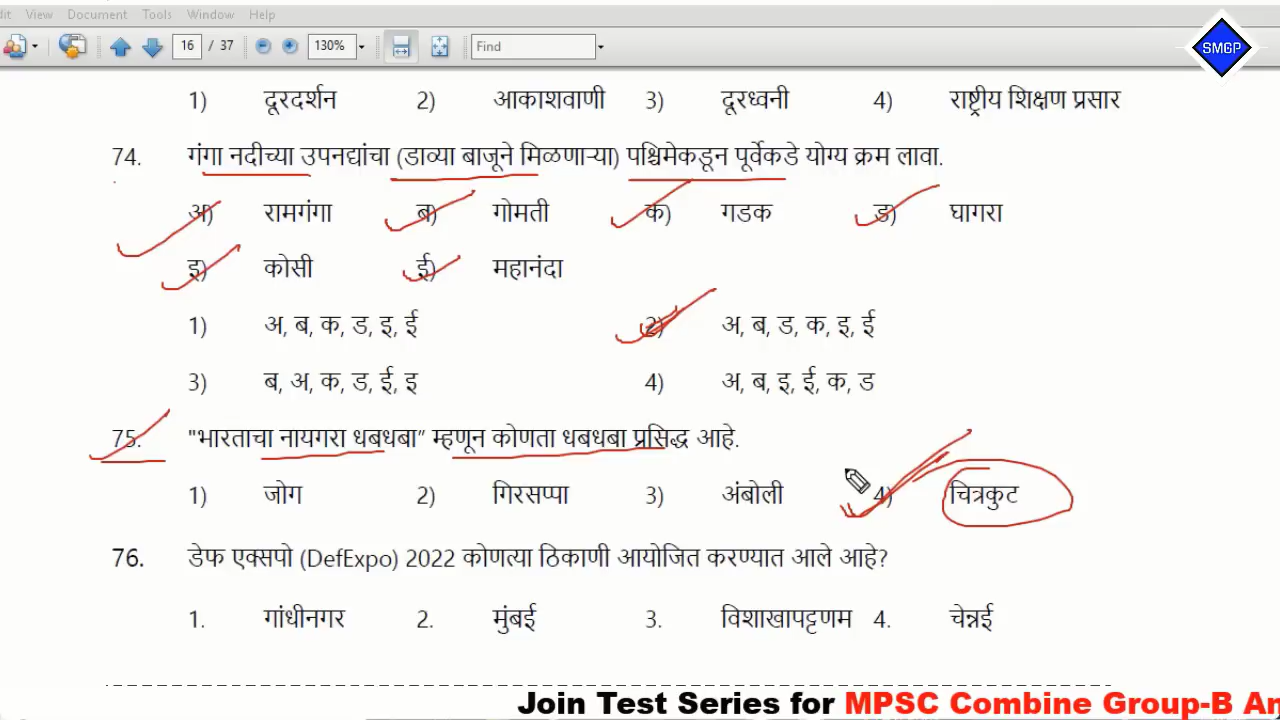 dit View Document Tools Window Help
16 / 37 130% Find
SMGP
1) दूरदर्शन 2) आकाशवाणी 3) दूरध्वनी 4) राष्ट्रीय शिक्षण प्रसार
74. गंगा नदीच्या उपनद्यांचा (डाव्या बाजूने मिळणाऱ्या) पश्चिमेकडून पूर्वेकडे योग्य क्रम लावा.
अ) रामगंगा ब) गोमती क) गडक ड) घागरा
इ) कोसी ई) महानंदा
1) अ, ब, क, ड, इ, ई 2) अ, ब, ड, क, इ, ई
3) ब, अ, क, ड, ई, इ 4) अ, ब, इ, ई, क, ड
75. "भारताचा नायगरा धबधबा” म्हणून कोणता धबधबा प्रसिद्ध आहे.
1) जोग 2) गिरसप्पा 3) अंबोली 4) चित्रकुट
76. डेफ एक्सपो (DefExpo) 2022 कोणत्या ठिकाणी आयोजित करण्यात आले आहे?
1. गांधीनगर 2. मुंबई 3. विशाखापट्टणम 4. चेन्नई
Join Test Series for MPSC Combine Group-B An